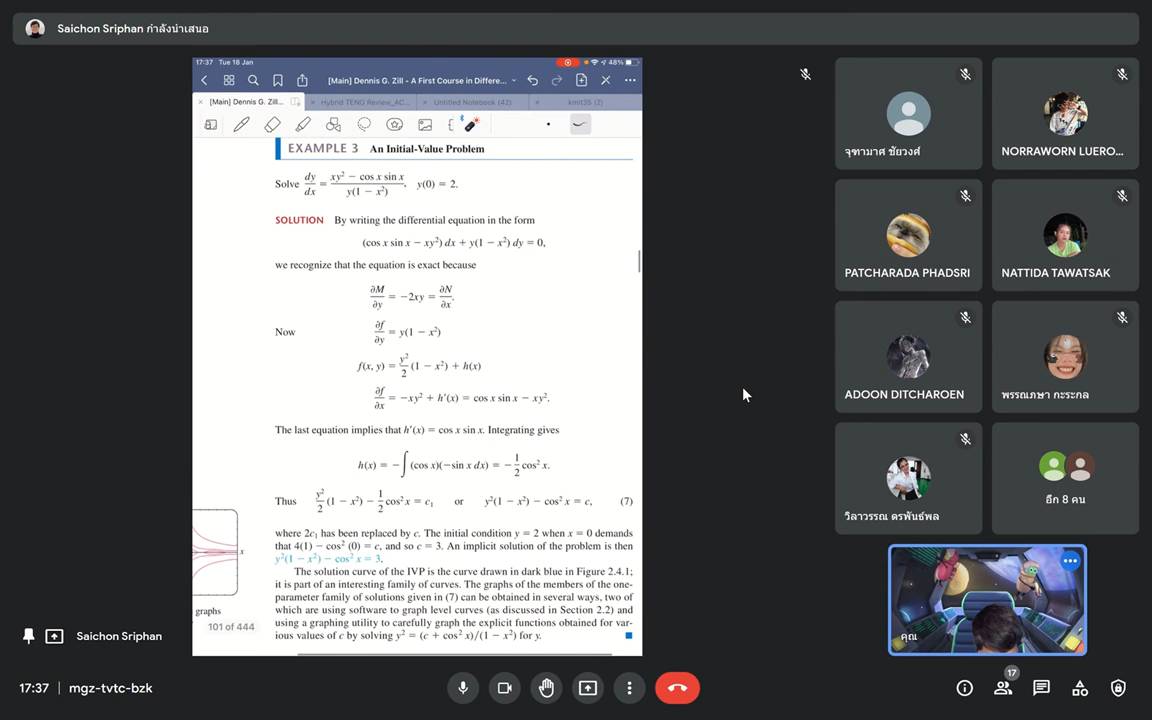 Saichon Sriphan กำลังนำเสนอ
17:37 Tue 18 Jan
48%
[Main] Dennis G. Zill - A First Course in Differe...
[Main] Dennis G. Zill...
Hybrid TENG Review_AC...
Untitled Notebook (42)
kmit35 (2)
EXAMPLE 3 An Initial-Value Problem
Solve dy/dx = (xy² − cos x sin x)/(y(1 − x²)), y(0) = 2.
SOLUTION By writing the differential equation in the form
(cos x sin x − xy²) dx + y(1 − x²) dy = 0,
we recognize that the equation is exact because
∂M/∂y = −2xy = ∂N/∂x.
Now ∂f/∂y = y(1 − x²)
f(x, y) = y²/2 (1 − x²) + h(x)
∂f/∂x = −xy² + h′(x) = cos x sin x − xy².
The last equation implies that h′(x) = cos x sin x. Integrating gives
h(x) = −∫(cos x)(−sin x dx) = −1/2 cos² x.
Thus y²/2 (1 − x²) − 1/2 cos² x = c₁ or y²(1 − x²) − cos² x = c, (7)
where 2c₁ has been replaced by c. The initial condition y = 2 when x = 0 demands
that 4(1) − cos² (0) = c, and so c = 3. An implicit solution of the problem is then
y²(1 − x²) − cos² x = 3.
The solution curve of the IVP is the curve drawn in dark blue in Figure 2.4.1;
it is part of an interesting family of curves. The graphs of the members of the one-
parameter family of solutions given in (7) can be obtained in several ways, two of
which are using software to graph level curves (as discussed in Section 2.2) and
using a graphing utility to carefully graph the explicit functions obtained for var-
ious values of c by solving y² = (c + cos² x)/(1 − x²) for y.
x
graphs
101 of 444
จุฑามาศ ชัยวงศ์
NORRAWORN LUERO...
PATCHARADA PHADSRI
NATTIDA TAWATSAK
ADOON DITCHAROEN
พรรณภษา กะระกล
วิลาวรรณ ดรพันธ์พล
อีก 8 คน
คุณ
Saichon Sriphan
17:37 | mgz-tvtc-bzk
17